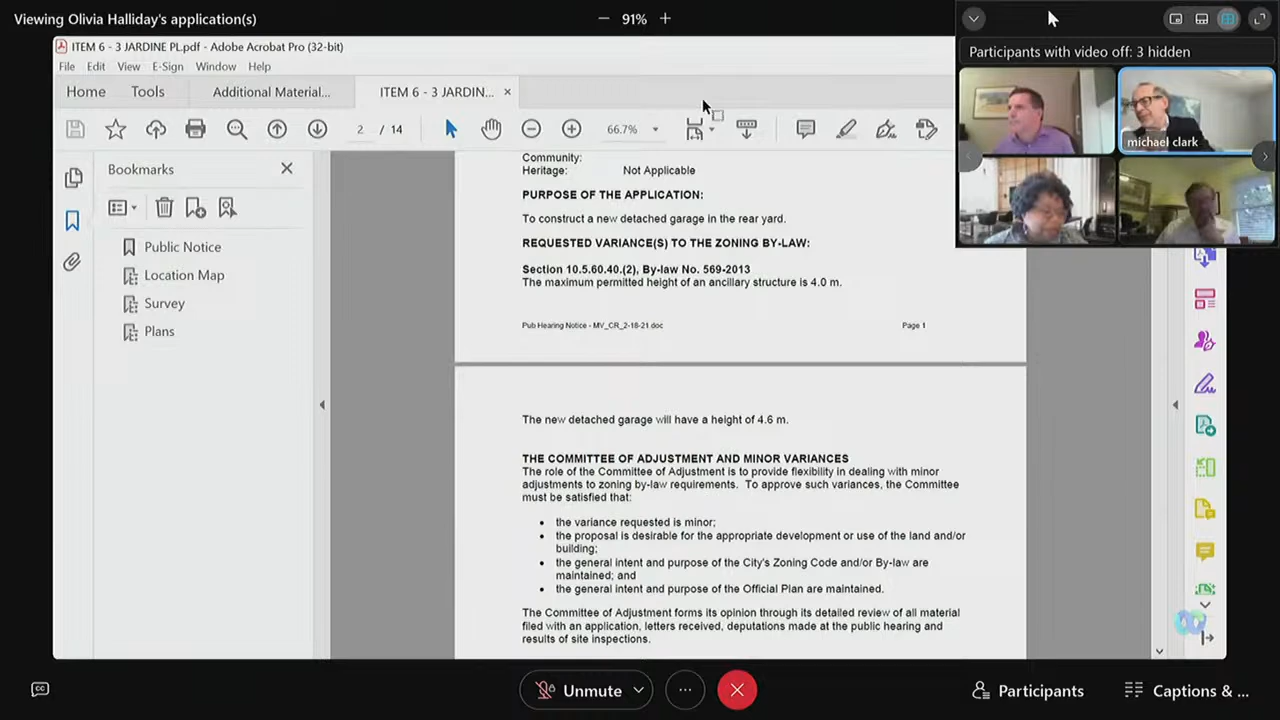 Viewing Olivia Halliday's application(s)
91%
ITEM 6 - 3 JARDINE PL.pdf - Adobe Acrobat Pro (32-bit)
File Edit View E-Sign Window Help
Home Tools Additional Material... ITEM 6 - 3 JARDIN...
2 / 14 66.7%
Participants with video off: 3 hidden
michael clark
Bookmarks
Public Notice
Location Map
Survey
Plans
Community:
Heritage: Not Applicable
PURPOSE OF THE APPLICATION:
To construct a new detached garage in the rear yard.
REQUESTED VARIANCE(S) TO THE ZONING BY-LAW:
Section 10.5.60.40.(2), By-law No. 569-2013
The maximum permitted height of an ancillary structure is 4.0 m.
Pub Hearing Notice - MV_CR_2-18-21.doc Page 1
The new detached garage will have a height of 4.6 m.
THE COMMITTEE OF ADJUSTMENT AND MINOR VARIANCES
The role of the Committee of Adjustment is to provide flexibility in dealing with minor
adjustments to zoning by-law requirements. To approve such variances, the Committee
must be satisfied that:
• the variance requested is minor;
• the proposal is desirable for the appropriate development or use of the land and/or
building;
• the general intent and purpose of the City's Zoning Code and/or By-law are
maintained; and
• the general intent and purpose of the Official Plan are maintained.
The Committee of Adjustment forms its opinion through its detailed review of all material
filed with an application, letters received, deputations made at the public hearing and
results of site inspections.
CC
Unmute
Participants
Captions & ...